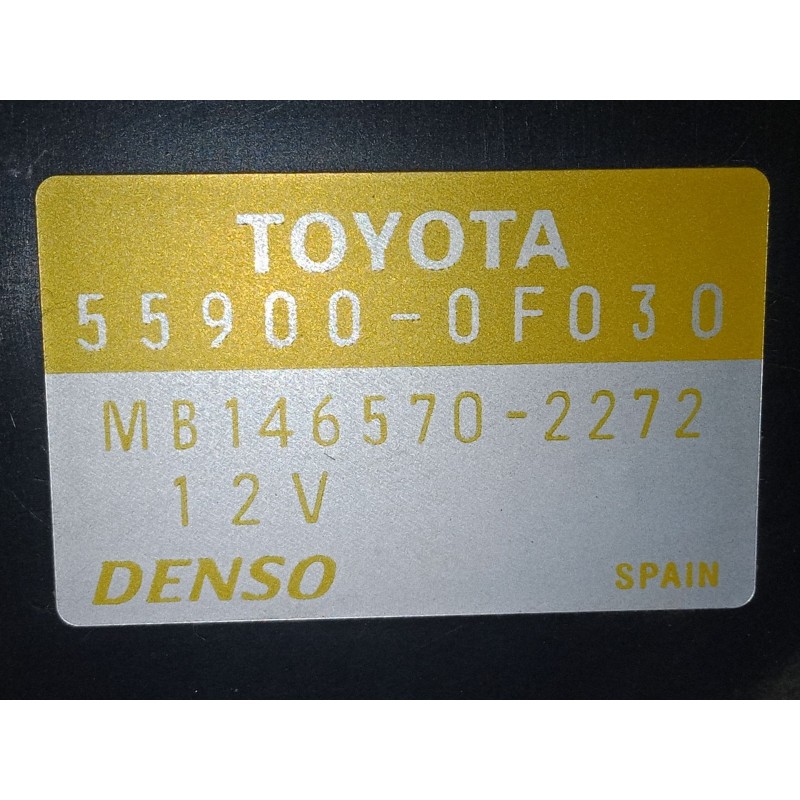 TOYOTA
55900-0F030
MB146570-2272
12V
DENSO SPAIN